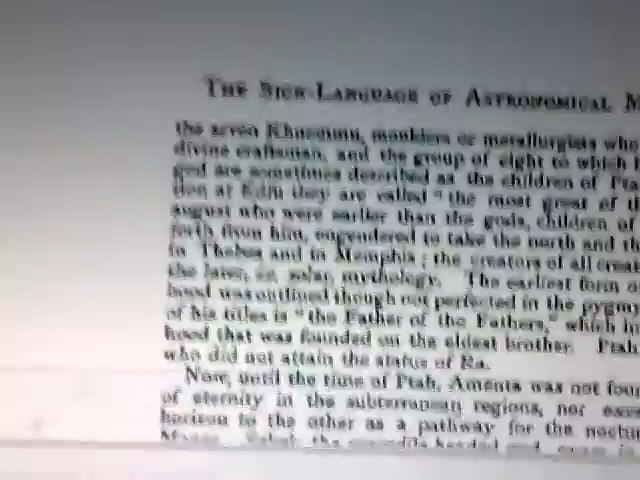 THE SIGN-LANGUAGE OF ASTRONOMICAL M
the seven Khnemmu, moulders or metallurgists who
divine craftsman, and the group of eight to which
god are sometimes described as the children of Pta
tion at Edfu they are called "the most great of
august who were earlier than the gods, children of
forth from him, engendered to take the north and
in Thebes and in Memphis; the creators of all
the later, or solar, mythology. The earliest form of
hood was outlined though not perfected in the pygmy
of his titles is "the Father of the Fathers," which
hood that was founded on the eldest brother. Ptah
who did not attain the status of Ra.
Now, until the time of Ptah, Amenta was not
of eternity in the subterranean regions, nor
horizon to the other as a pathway for the
the crocodile-headed god